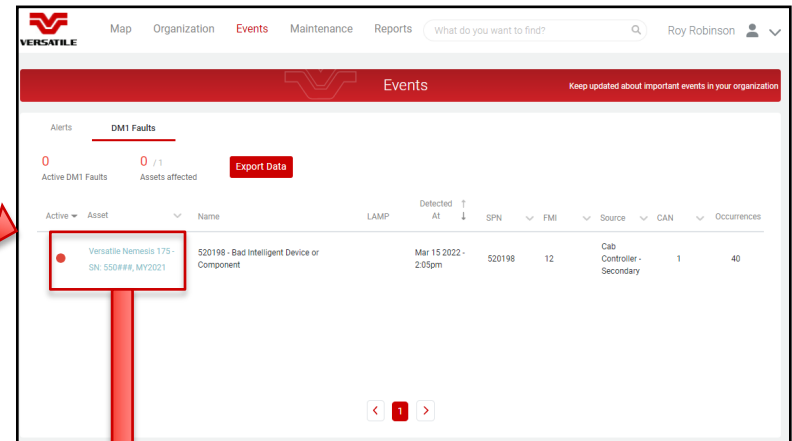 VERSATILE
Map Organization Events Maintenance Reports What do you want to find? Roy Robinson
Events Keep updated about important events in your organization
Alerts DM1 Faults
0 0 / 1 Export Data
Active DM1 Faults Assets affected
Active Asset Name LAMP Detected At SPN FMI Source CAN Occurrences
Versatile Nemesis 175 -
SN: 550###, MY2021
520198 - Bad Intelligent Device or
Component
Mar 15 2022 -
2:05pm
520198 12
Cab
Controller -
Secondary
1 40
< 1 >